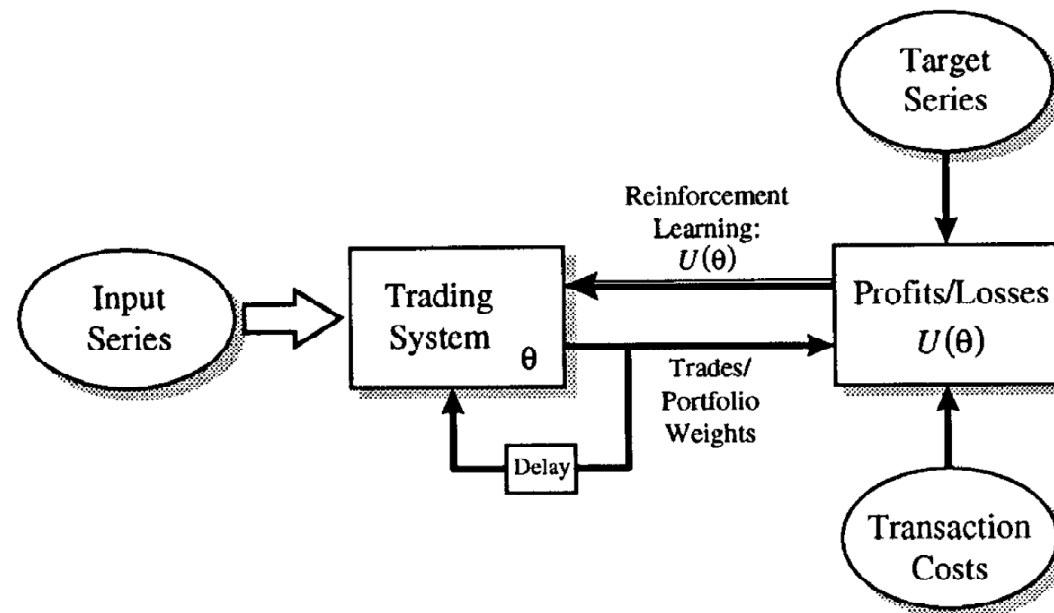 Target
Series
Reinforcement
Learning:
U(θ)
Input
Series
Trading
System
θ
Profits/Losses
U(θ)
Trades/
Portfolio
Weights
Delay
Transaction
Costs